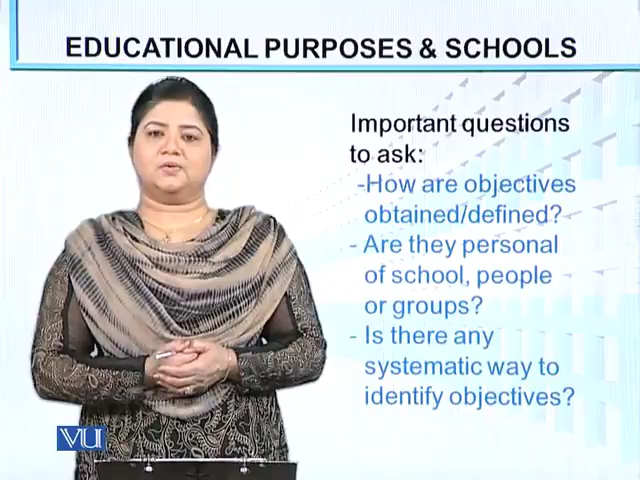 EDUCATIONAL PURPOSES & SCHOOLS
Important questions
to ask:
-How are objectives
obtained/defined?
- Are they personal
of school, people
or groups?
- Is there any
systematic way to
identify objectives?
VU